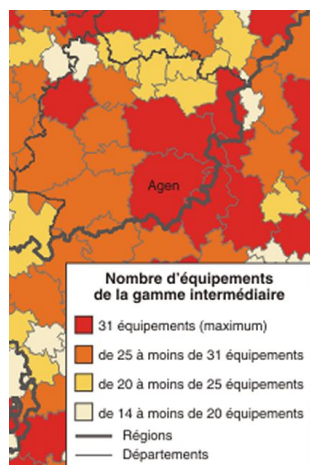 Agen
Nombre d'équipements
de la gamme intermédiaire
31 équipements (maximum)
de 25 à moins de 31 équipements
de 20 à moins de 25 équipements
de 14 à moins de 20 équipements
Régions
Départements